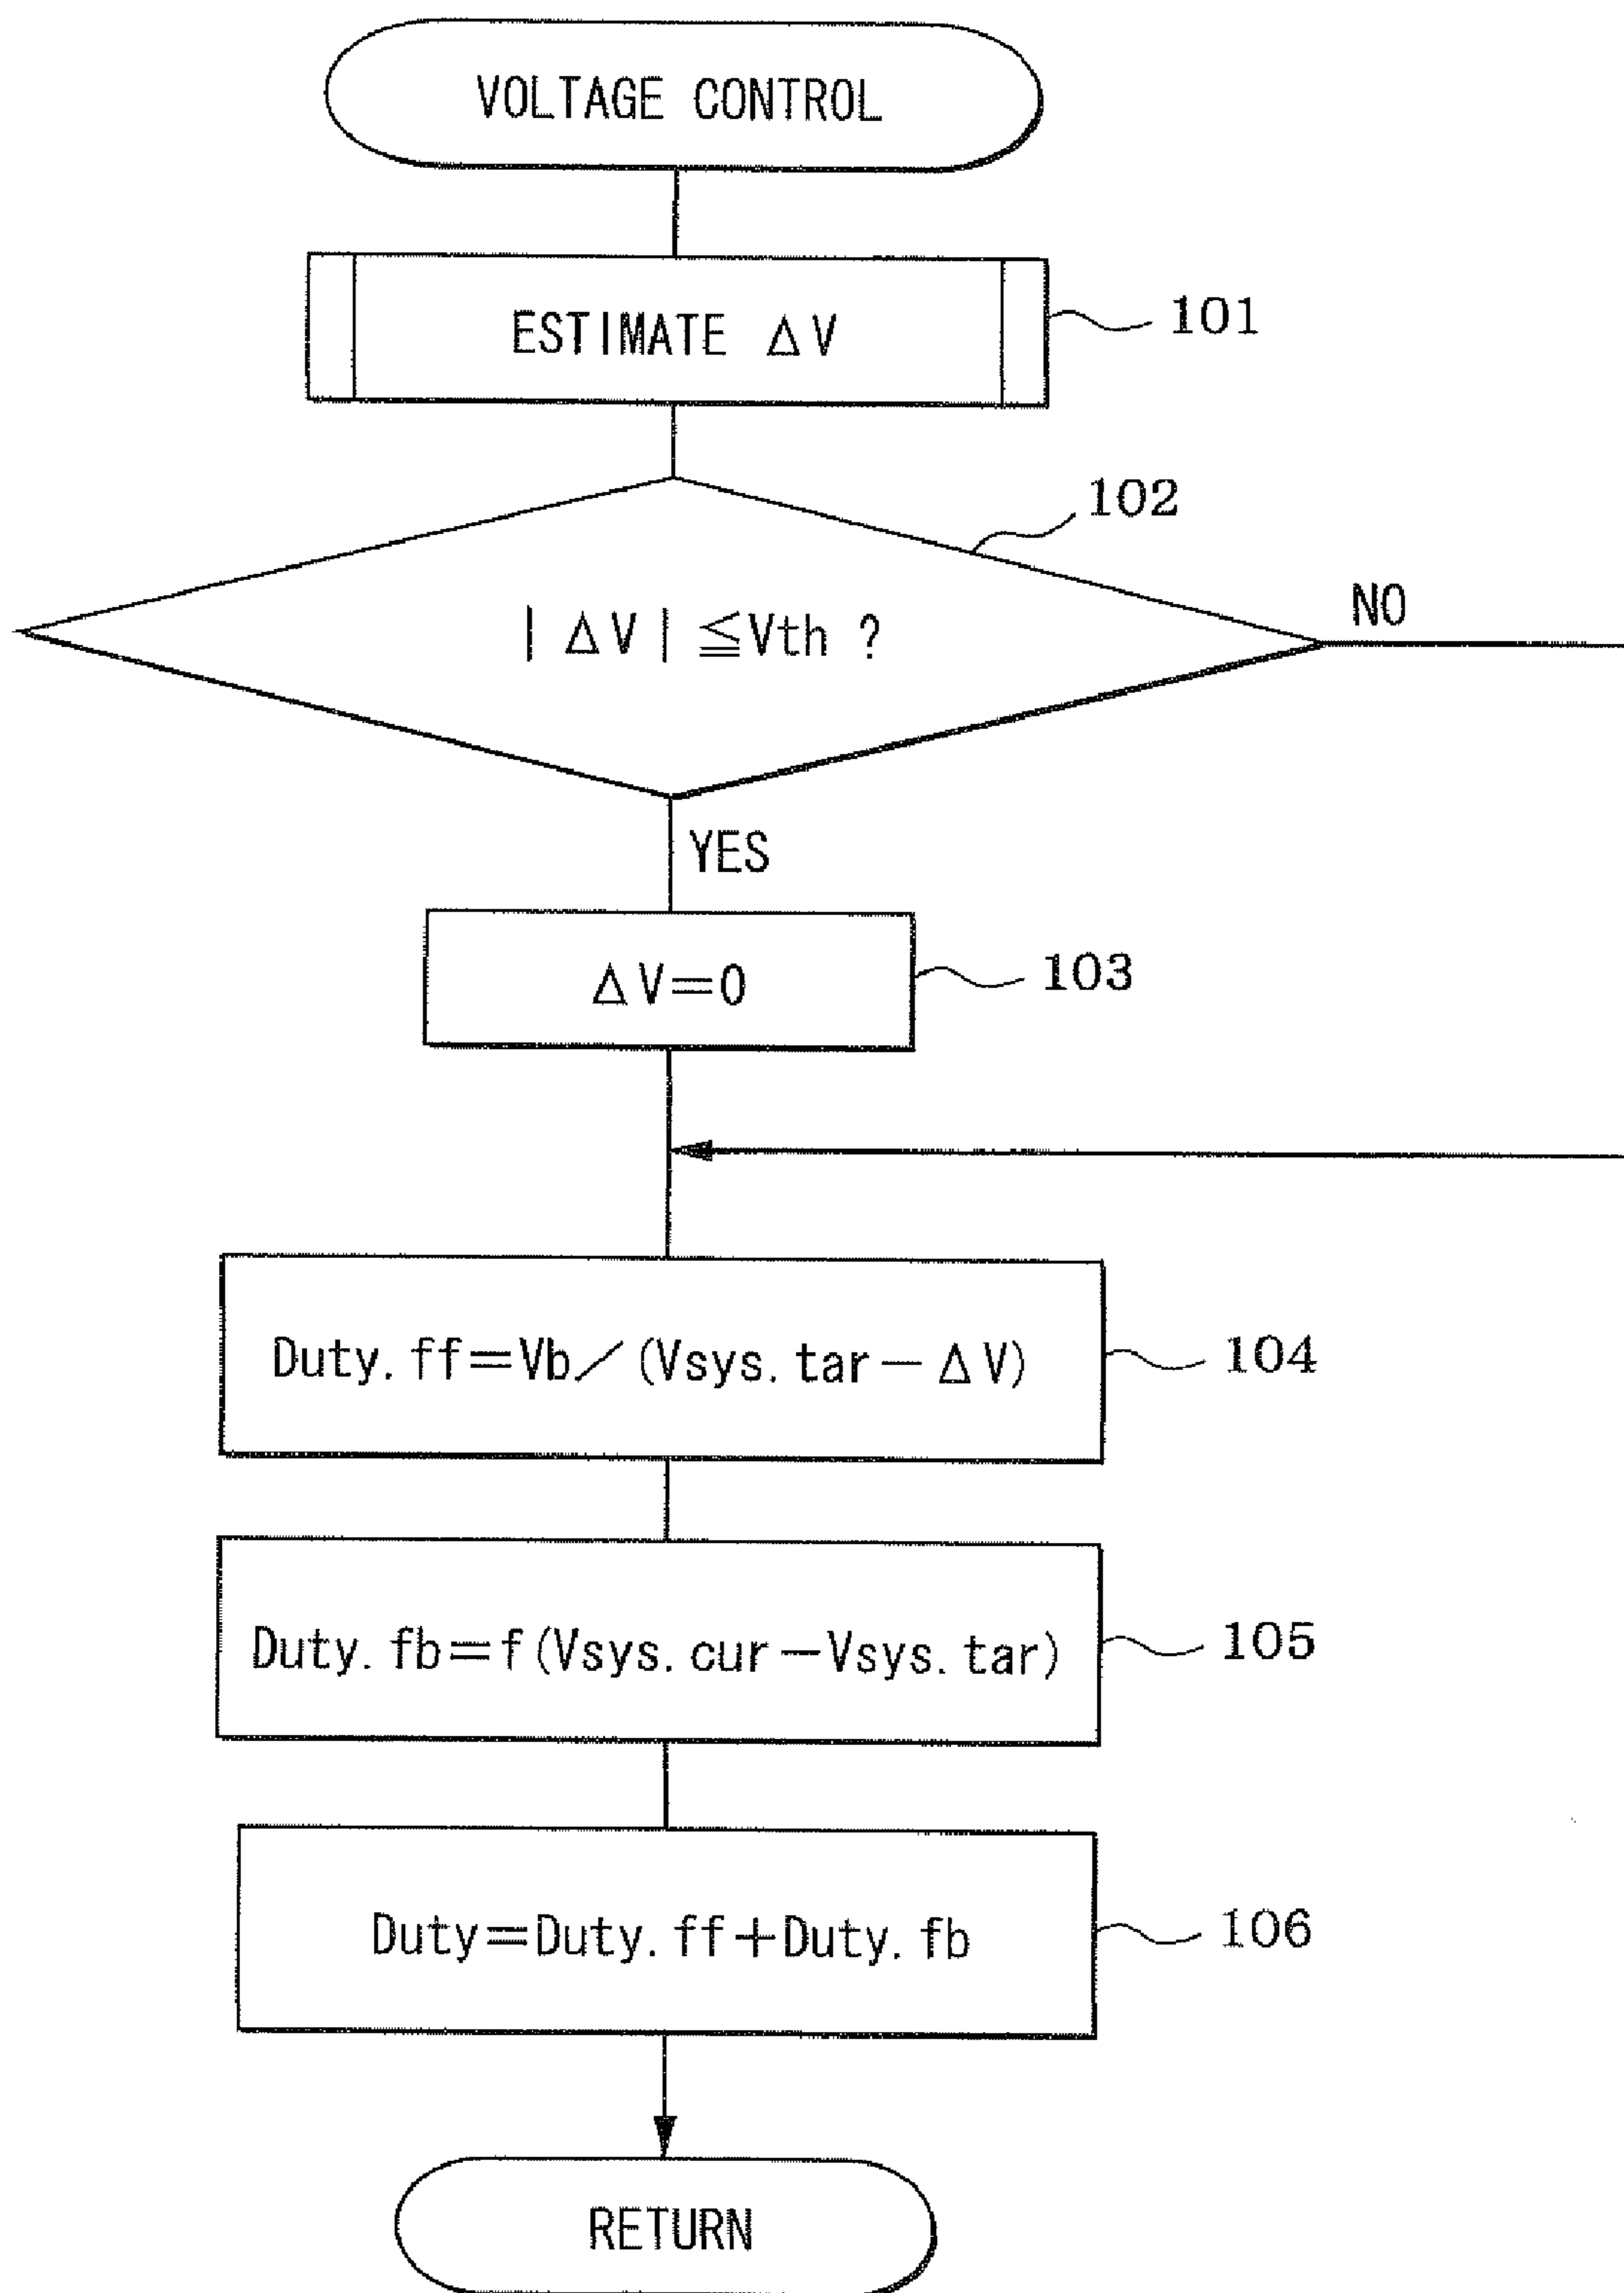 VOLTAGE CONTROL
ESTIMATE ΔV
101
102
| ΔV | ≦Vth ?
NO
YES
ΔV=0
103
Duty.ff=Vb/(Vsys.tar-ΔV)
104
Duty.fb=f(Vsys.cur-Vsys.tar)
105
Duty=Duty.ff+Duty.fb
106
RETURN